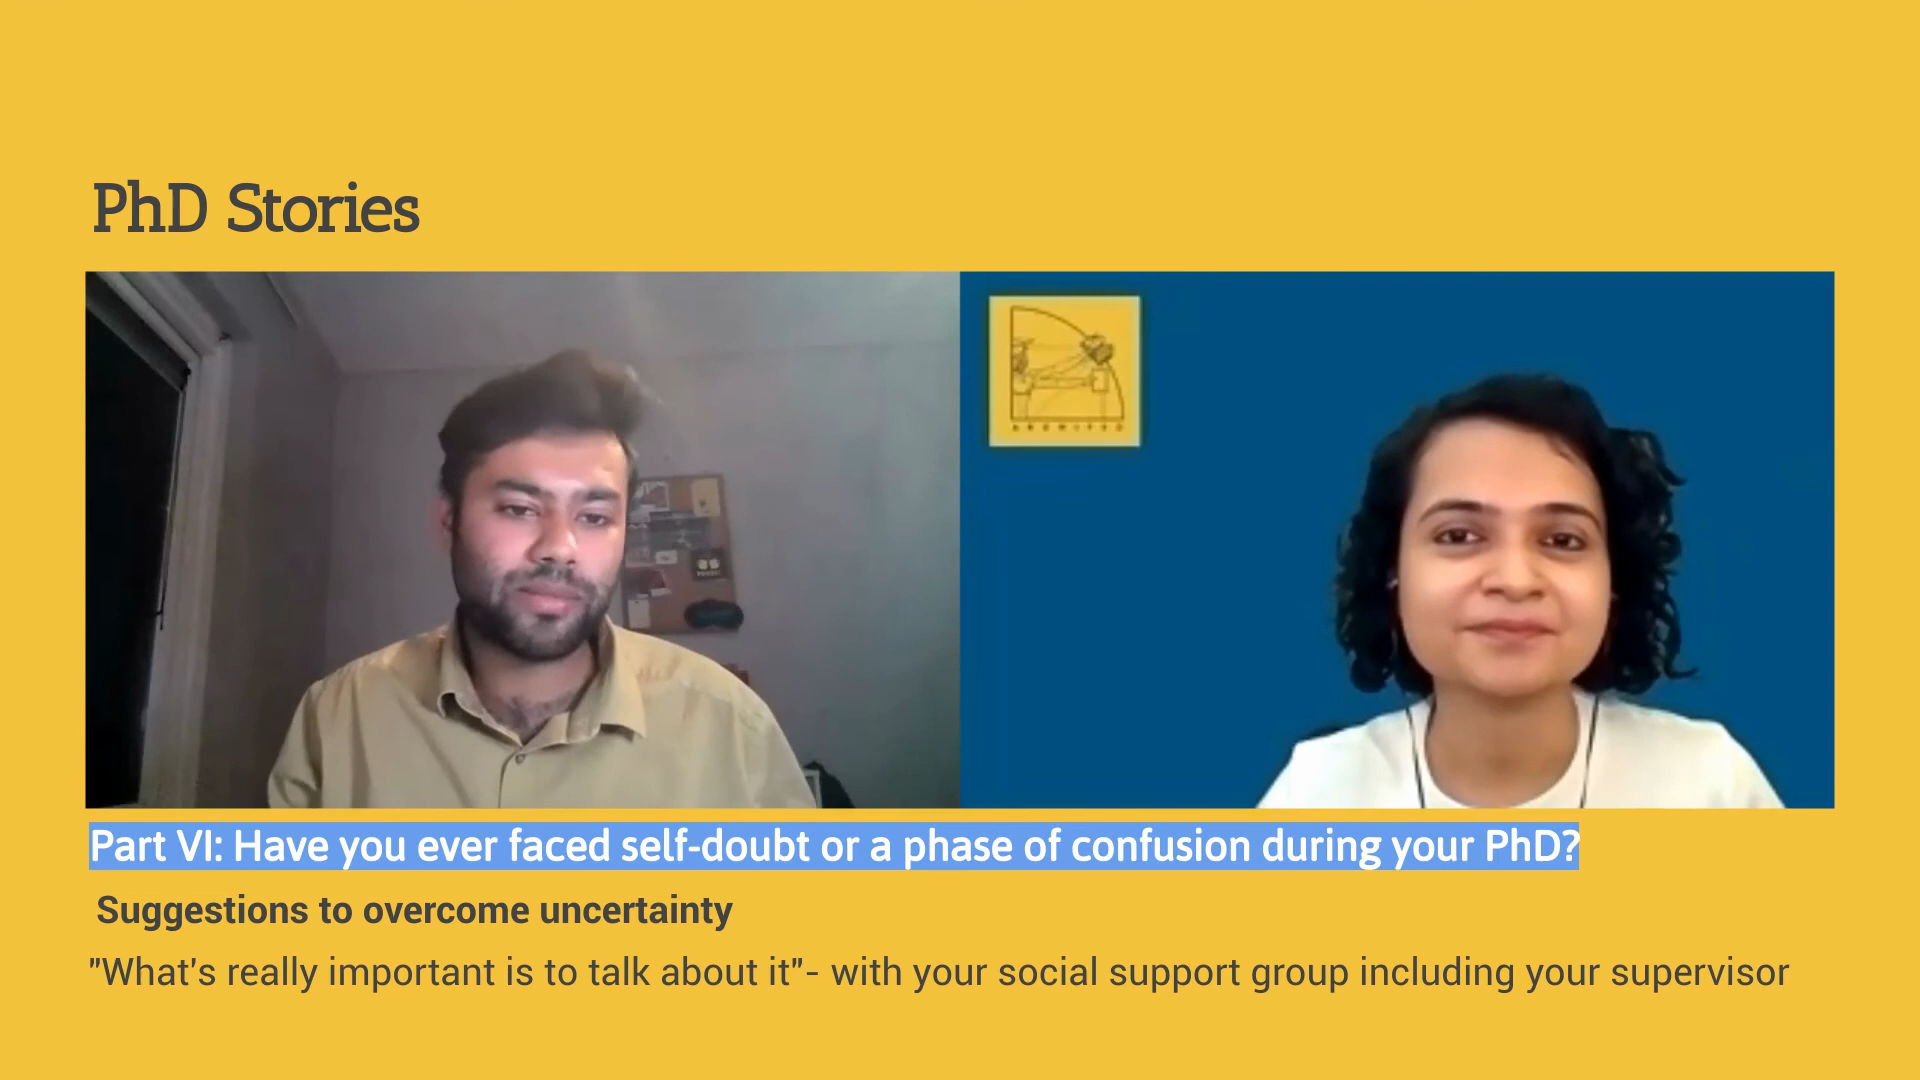 PhD Stories
Part VI: Have you ever faced self-doubt or a phase of confusion during your PhD?
Suggestions to overcome uncertainty
"What's really important is to talk about it"- with your social support group including your supervisor